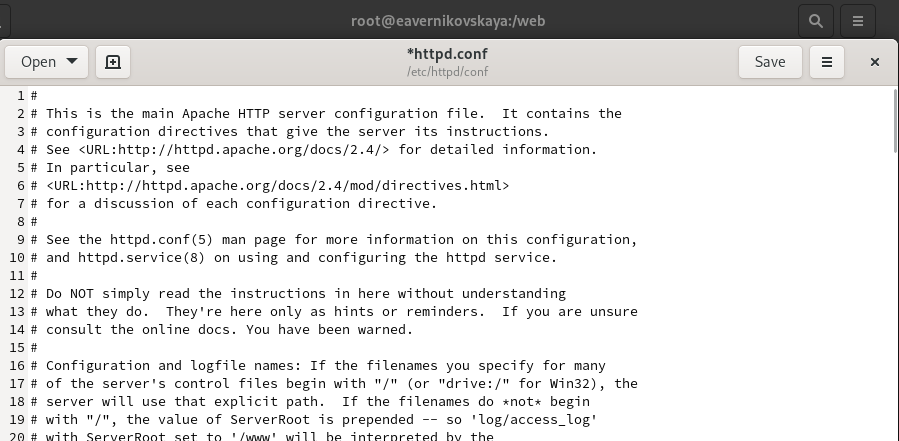 root@eavernikovskaya:/web
Open
*httpd.conf
/etc/httpd/conf
Save
1 #
2 # This is the main Apache HTTP server configuration file.  It contains the
3 # configuration directives that give the server its instructions.
4 # See <URL:http://httpd.apache.org/docs/2.4/> for detailed information.
5 # In particular, see
6 # <URL:http://httpd.apache.org/docs/2.4/mod/directives.html>
7 # for a discussion of each configuration directive.
8 #
9 # See the httpd.conf(5) man page for more information on this configuration,
10 # and httpd.service(8) on using and configuring the httpd service.
11 #
12 # Do NOT simply read the instructions in here without understanding
13 # what they do.  They're here only as hints or reminders.  If you are unsure
14 # consult the online docs. You have been warned.
15 #
16 # Configuration and logfile names: If the filenames you specify for many
17 # of the server's control files begin with "/" (or "drive:/" for Win32), the
18 # server will use that explicit path.  If the filenames do *not* begin
19 # with "/", the value of ServerRoot is prepended -- so 'log/access_log'
20 # with ServerRoot set to '/www' will be interpreted by the